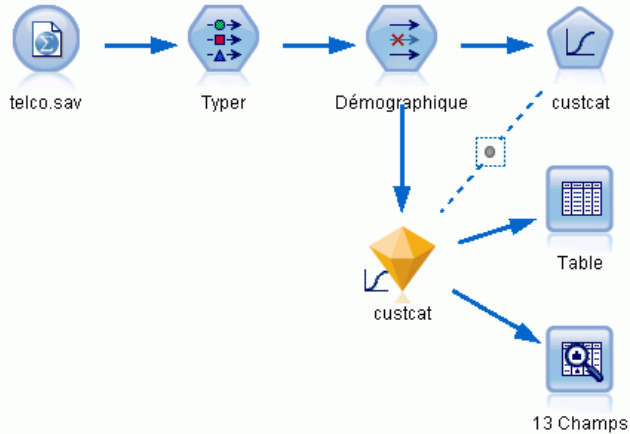 telco.sav
Typer
Démographique
custcat
Table
custcat
13 Champs